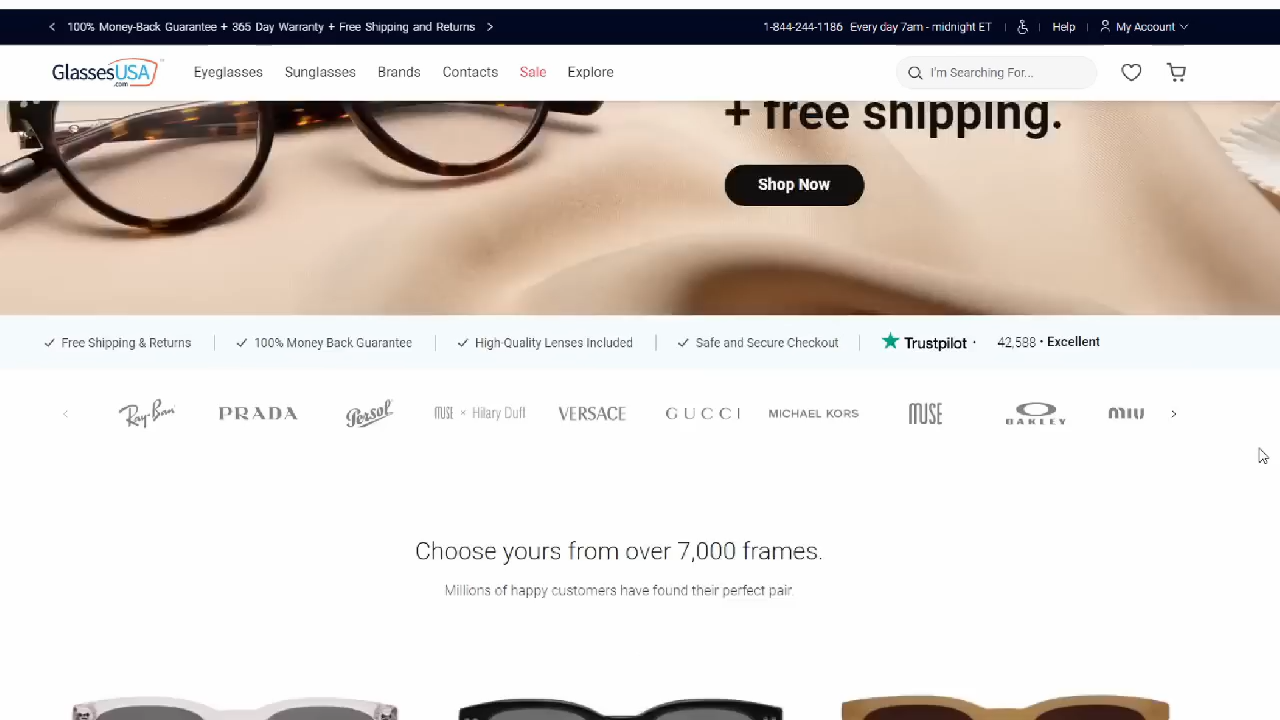 100% Money-Back Guarantee + 365 Day Warranty + Free Shipping and Returns
1-844-244-1186 Every day 7am - midnight ET
Help
My Account
GlassesUSA
.com
Eyeglasses
Sunglasses
Brands
Contacts
Sale
Explore
I'm Searching For...
+ free shipping.
Shop Now
Free Shipping & Returns
100% Money Back Guarantee
High-Quality Lenses Included
Safe and Secure Checkout
Trustpilot · 42,588 • Excellent
Ray-Ban
PRADA
Persol
MUSE × Hilary Duff
VERSACE
GUCCI
MICHAEL KORS
MUSE
OAKLEY
miu
Choose yours from over 7,000 frames.
Millions of happy customers have found their perfect pair.